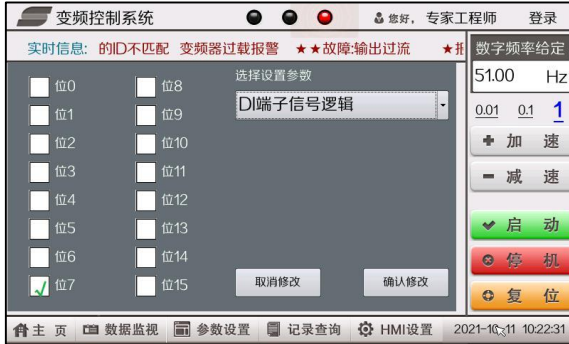 变频控制系统
您好, 专家工程师 登录
实时信息: 的ID不匹配 变频器过载报警 ★★故障:输出过流
数字频率给定
51.00 Hz
0.01 0.1 1
加 速
减 速
启 动
停 机
复 位
选择设置参数
DI端子信号逻辑
位0 位8
位1 位9
位2 位10
位3 位11
位4 位12
位5 位13
位6 位14
位7 位15
取消修改 确认修改
主 页 数据监视 参数设置 记录查询 HMI设置 2021-10-11 10:22:31